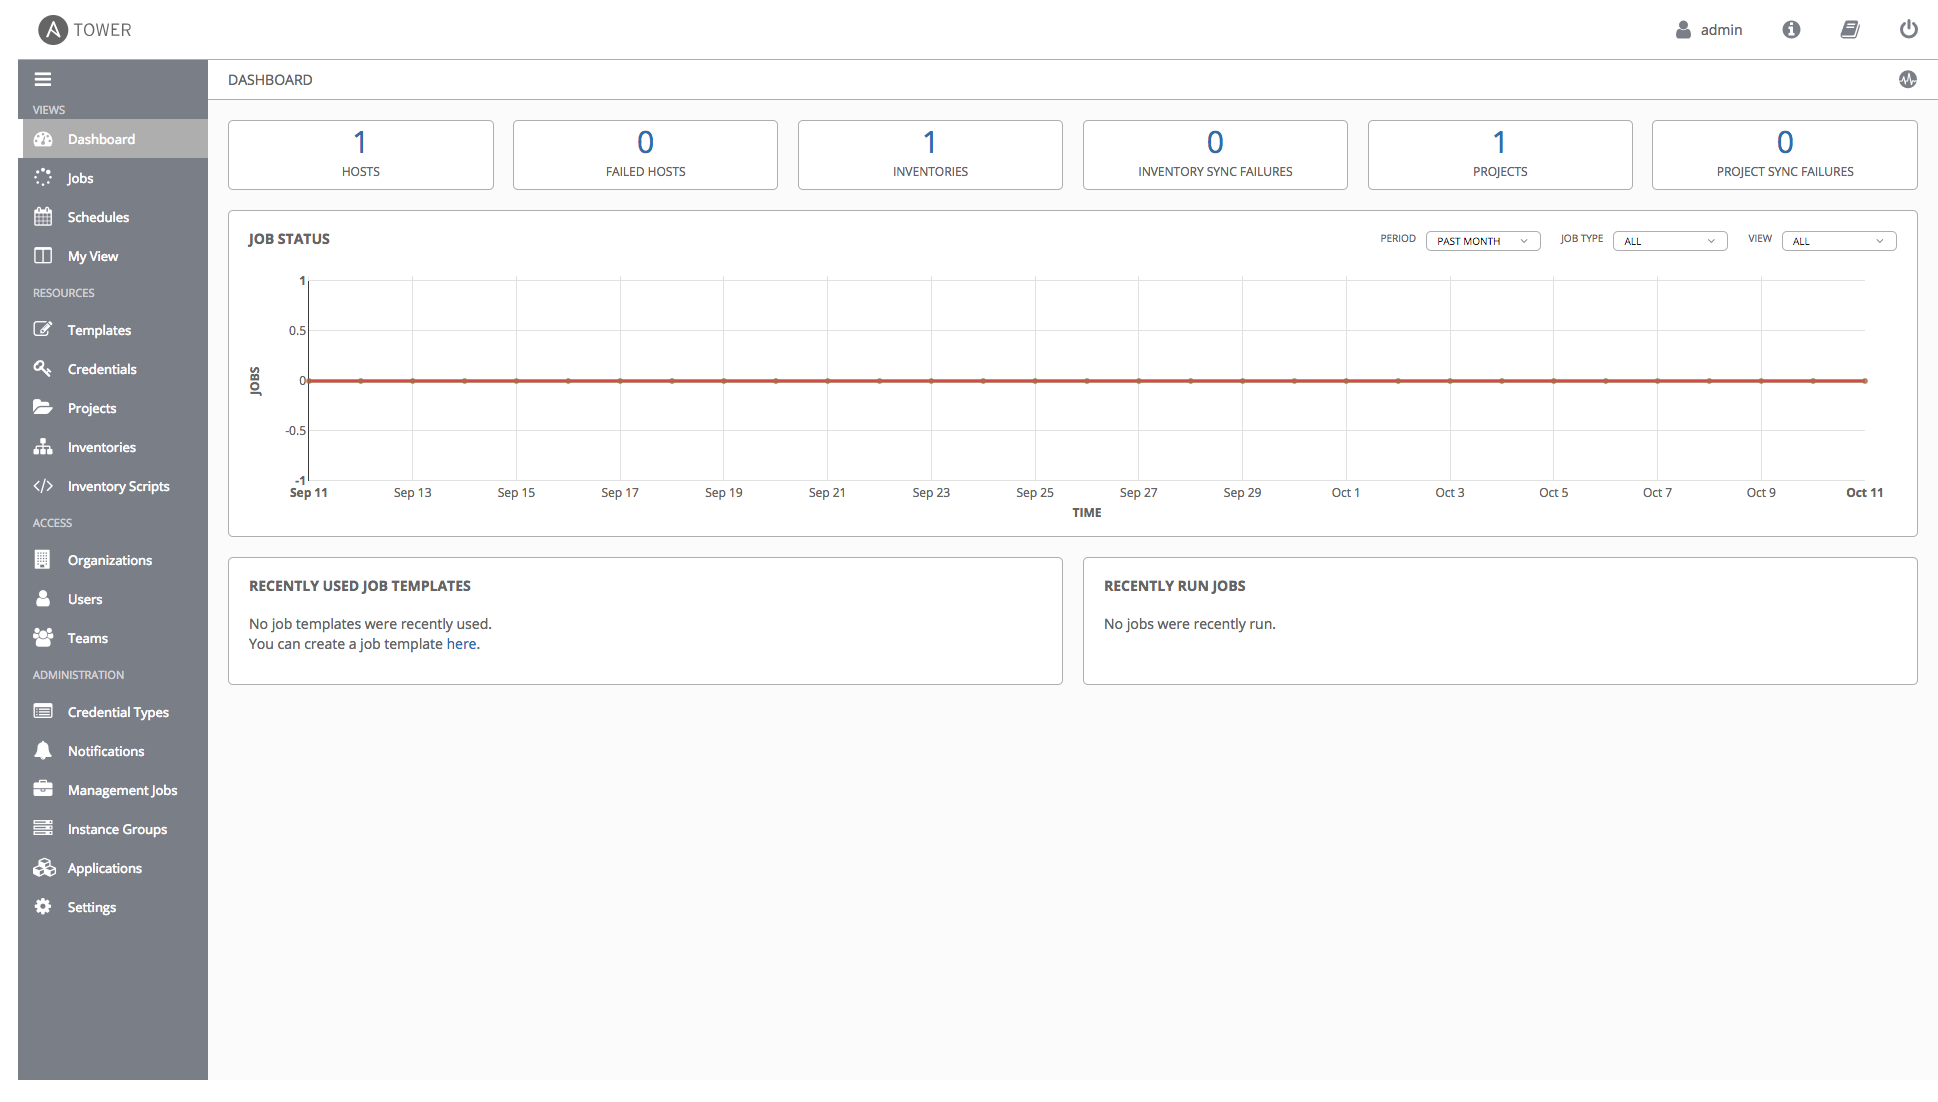 A TOWER
admin
VIEWS
Dashboard
Jobs
Schedules
My View
RESOURCES
Templates
Credentials
Projects
Inventories
Inventory Scripts
ACCESS
Organizations
Users
Teams
ADMINISTRATION
Credential Types
Notifications
Management Jobs
Instance Groups
Applications
Settings
DASHBOARD
1
HOSTS
0
FAILED HOSTS
1
INVENTORIES
0
INVENTORY SYNC FAILURES
1
PROJECTS
0
PROJECT SYNC FAILURES
JOB STATUS
PERIOD PAST MONTH JOB TYPE ALL VIEW ALL
1
0.5
0
-0.5
-1
JOBS
Sep 11 Sep 13 Sep 15 Sep 17 Sep 19 Sep 21 Sep 23 Sep 25 Sep 27 Sep 29 Oct 1 Oct 3 Oct 5 Oct 7 Oct 9 Oct 11
TIME
RECENTLY USED JOB TEMPLATES
No job templates were recently used.
You can create a job template here.
RECENTLY RUN JOBS
No jobs were recently run.